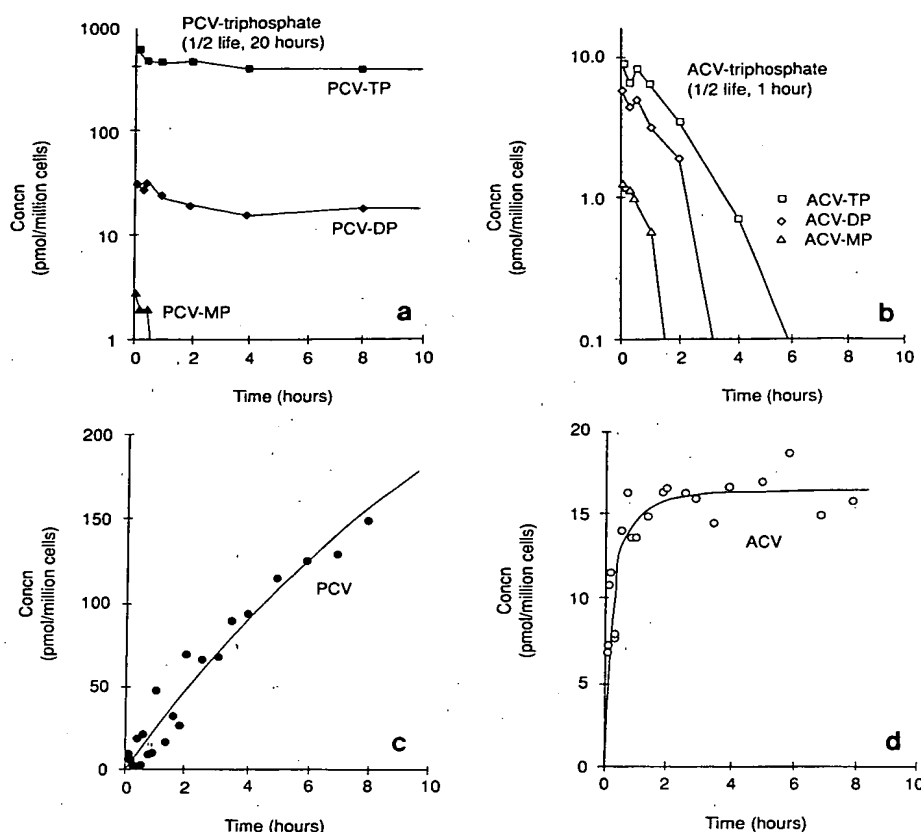 PCV-triphosphate
(1/2 life, 20 hours)
1000
100
10
1
Concn
(pmol/million cells)
PCV-TP
PCV-DP
PCV-MP
a
0 2 4 6 8 10
Time (hours)
ACV-triphosphate
(1/2 life, 1 hour)
10.0
1.0
0.1
Concn
(pmol/million cells)
ACV-TP
ACV-DP
ACV-MP
b
0 2 4 6 8 10
Time (hours)
200
150
100
50
0
Concn
(pmol/million cells)
PCV
c
0 2 4 6 8 10
Time (hours)
20
15
10
5
0
Concn
(pmol/million cells)
ACV
d
0 2 4 6 8 10
Time (hours)